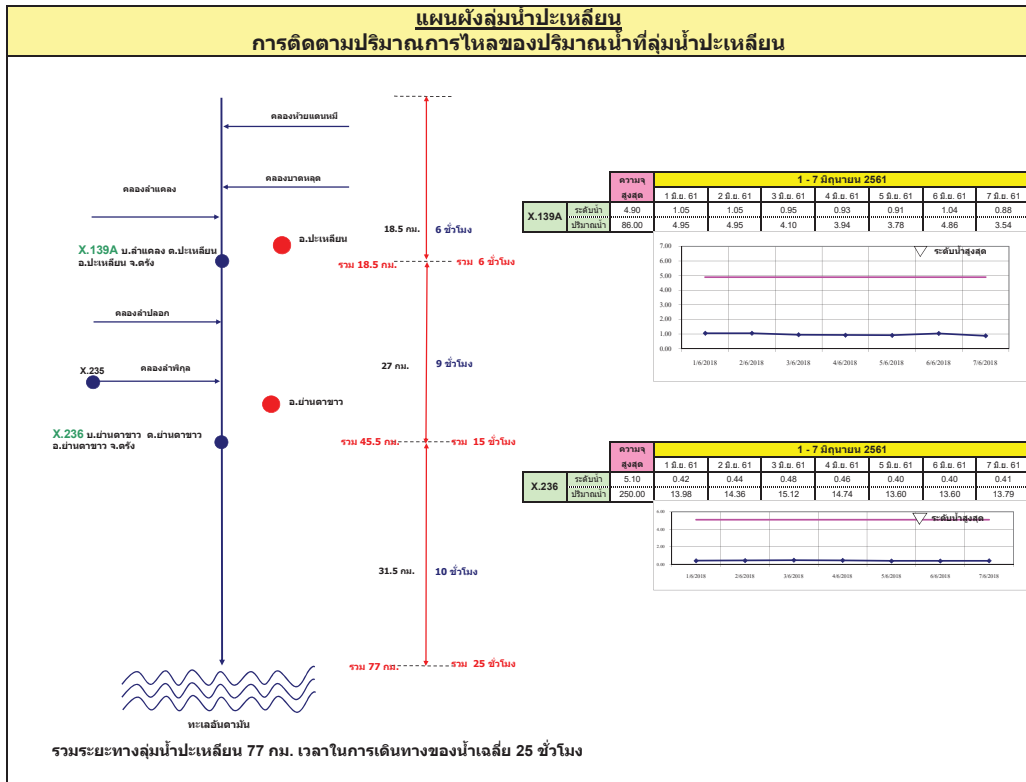 แผนผังลุ่มน้ำปะเหลียน
การติดตามปริมาณการไหลของปริมาณน้ำที่ลุ่มน้ำปะเหลียน
คลองห้วยแดนหมี
คลองบาดหลุด
คลองลำแคลง
18.5 กม. 6 ชั่วโมง
อ.ปะเหลียน
X.139A บ.ลำแคลง ต.ปะเหลียน
อ.ปะเหลียน จ.ตรัง
รวม 18.5 กม. รวม 6 ชั่วโมง
คลองลำปลอก
X.235 คลองลำพิกุล
27 กม. 9 ชั่วโมง
อ.ย่านตาขาว
X.236 บ.ย่านตาขาว ต.ย่านตาขาว
อ.ย่านตาขาว จ.ตรัง
รวม 45.5 กม. รวม 15 ชั่วโมง
31.5 กม. 10 ชั่วโมง
รวม 77 กม. รวม 25 ชั่วโมง
ทะเลอันดามัน
รวมระยะทางลุ่มน้ำปะเหลียน 77 กม. เวลาในการเดินทางของน้ำเฉลี่ย 25 ชั่วโมง
ความจุ 1 - 7 มิถุนายน 2561
สูงสุด 1 มิ.ย. 61 2 มิ.ย. 61 3 มิ.ย. 61 4 มิ.ย. 61 5 มิ.ย. 61 6 มิ.ย. 61 7 มิ.ย. 61
X.139A ระดับน้ำ 4.90 1.05 1.05 0.95 0.93 0.91 1.04 0.88
ปริมาณน้ำ 86.00 4.95 4.95 4.10 3.94 3.78 4.86 3.54
ระดับน้ำสูงสุด
7.00
6.00
5.00
4.00
3.00
2.00
1.00
0.00
1/6/2018 2/6/2018 3/6/2018 4/6/2018 5/6/2018 6/6/2018 7/6/2018
ความจุ 1 - 7 มิถุนายน 2561
สูงสุด 1 มิ.ย. 61 2 มิ.ย. 61 3 มิ.ย. 61 4 มิ.ย. 61 5 มิ.ย. 61 6 มิ.ย. 61 7 มิ.ย. 61
X.236 ระดับน้ำ 5.10 0.42 0.44 0.48 0.46 0.40 0.40 0.41
ปริมาณน้ำ 250.00 13.98 14.36 15.12 14.74 13.60 13.60 13.79
ระดับน้ำสูงสุด
6.00
4.00
2.00
0.00
1/6/2018 2/6/2018 3/6/2018 4/6/2018 5/6/2018 6/6/2018 7/6/2018